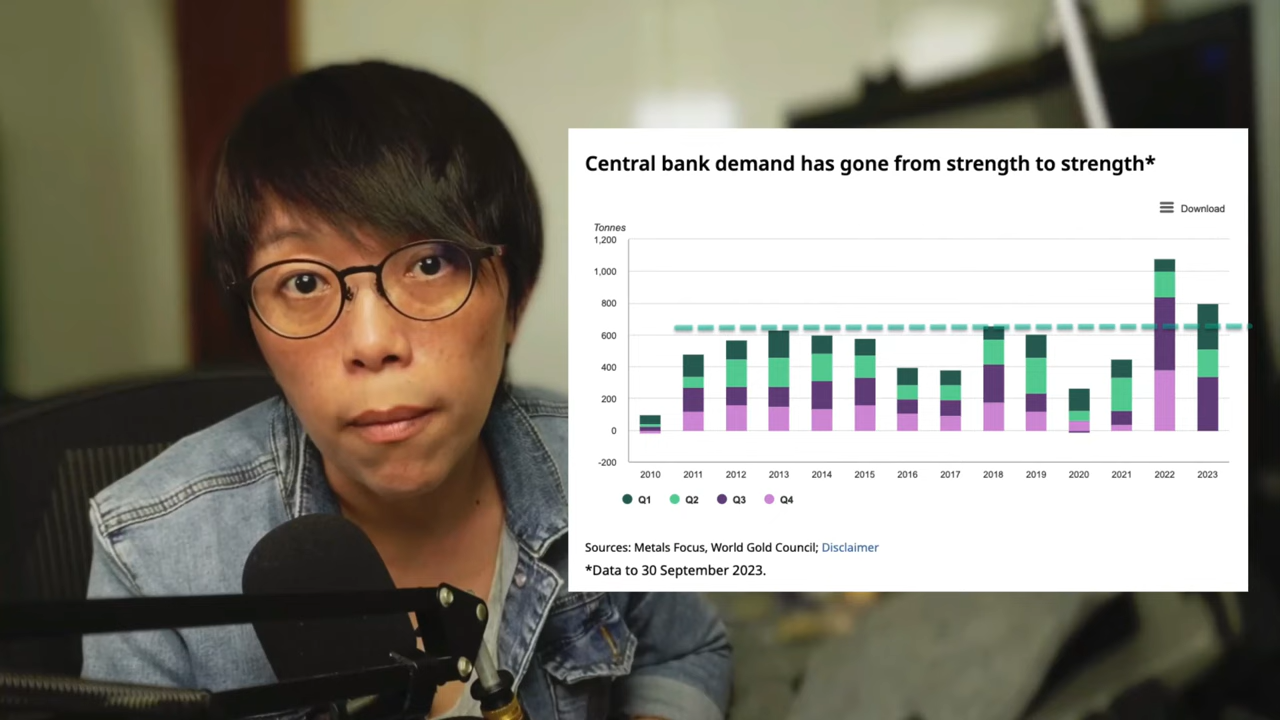 Central bank demand has gone from strength to strength*
Download
Tonnes
1,200
1,000
800
600
400
200
0
-200
2010 2011 2012 2013 2014 2015 2016 2017 2018 2019 2020 2021 2022 2023
Q1 Q2 Q3 Q4
Sources: Metals Focus, World Gold Council; Disclaimer
*Data to 30 September 2023.